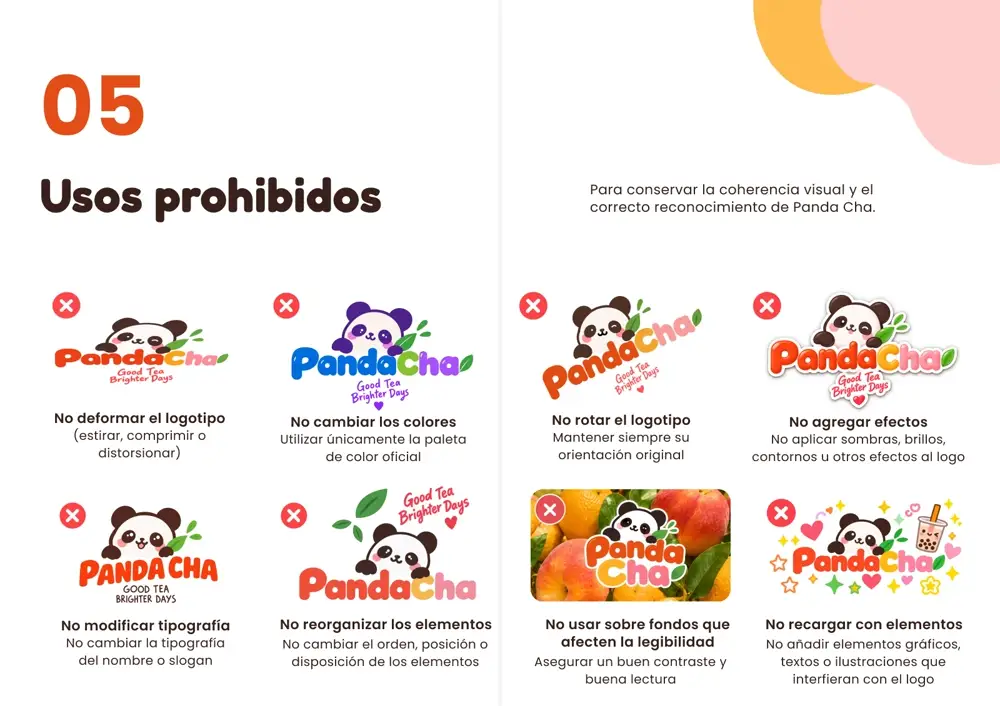 05
Usos prohibidos
Para conservar la coherencia visual y el
correcto reconocimiento de Panda Cha.
PandaCha
Good Tea
Brighter Days
No deformar el logotipo
(estirar, comprimir o
distorsionar)
PandaCha
Good Tea
Brighter Days
No cambiar los colores
Utilizar únicamente la paleta
de color oficial
PandaCha
Good Tea
Brighter Days
No rotar el logotipo
Mantener siempre su
orientación original
PandaCha
Good Tea
Brighter Days
No agregar efectos
No aplicar sombras, brillos,
contornos u otros efectos al logo
PANDA CHA
GOOD TEA
BRIGHTER DAYS
No modificar tipografía
No cambiar la tipografía
del nombre o slogan
Good Tea
Brighter Days
PandaCha
No reorganizar los elementos
No cambiar el orden, posición o
disposición de los elementos
Panda
Cha
No usar sobre fondos que
afecten la legibilidad
Asegurar un buen contraste y
buena lectura
PandaCha
No recargar con elementos
No añadir elementos gráficos,
textos o ilustraciones que
interfieran con el logo